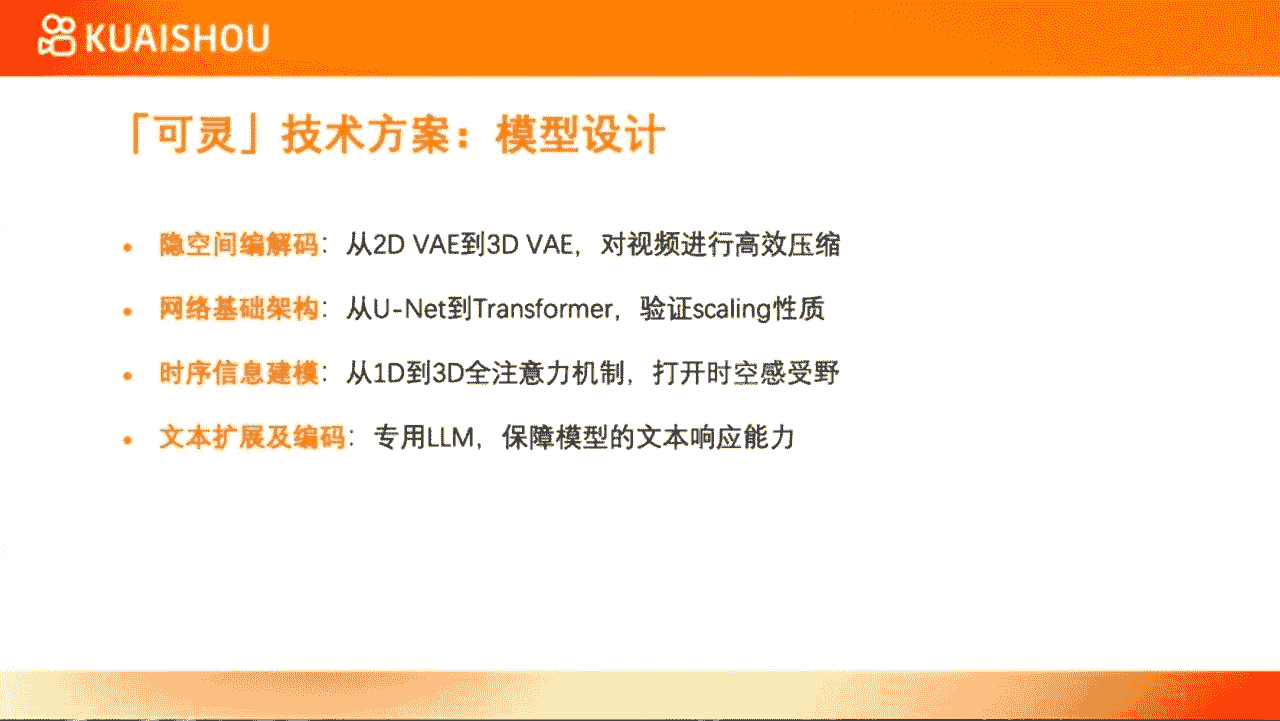 KUAISHOU
「可灵」技术方案：模型设计
• 隐空间编解码：从2D VAE到3D VAE，对视频进行高效压缩
• 网络基础架构：从U-Net到Transformer，验证scaling性质
• 时序信息建模：从1D到3D全注意力机制，打开时空感受野
• 文本扩展及编码：专用LLM，保障模型的文本响应能力